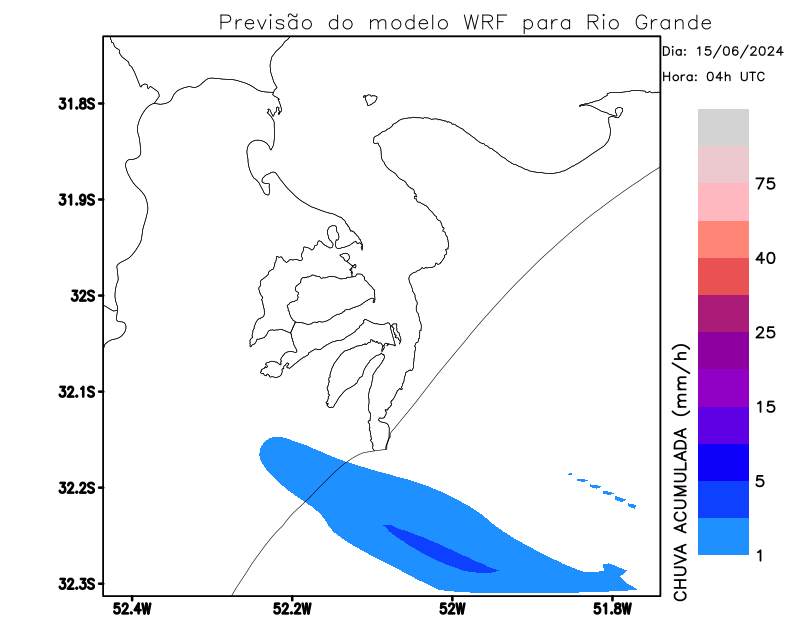 Previsão do modelo WRF para Rio Grande
Dia: 15/06/2024
Hora: 04h UTC
31.8S
31.9S
32S
32.1S
32.2S
32.3S
52.4W
52.2W
52W
51.8W
75
40
25
15
5
1
CHUVA ACUMULADA (mm/h)